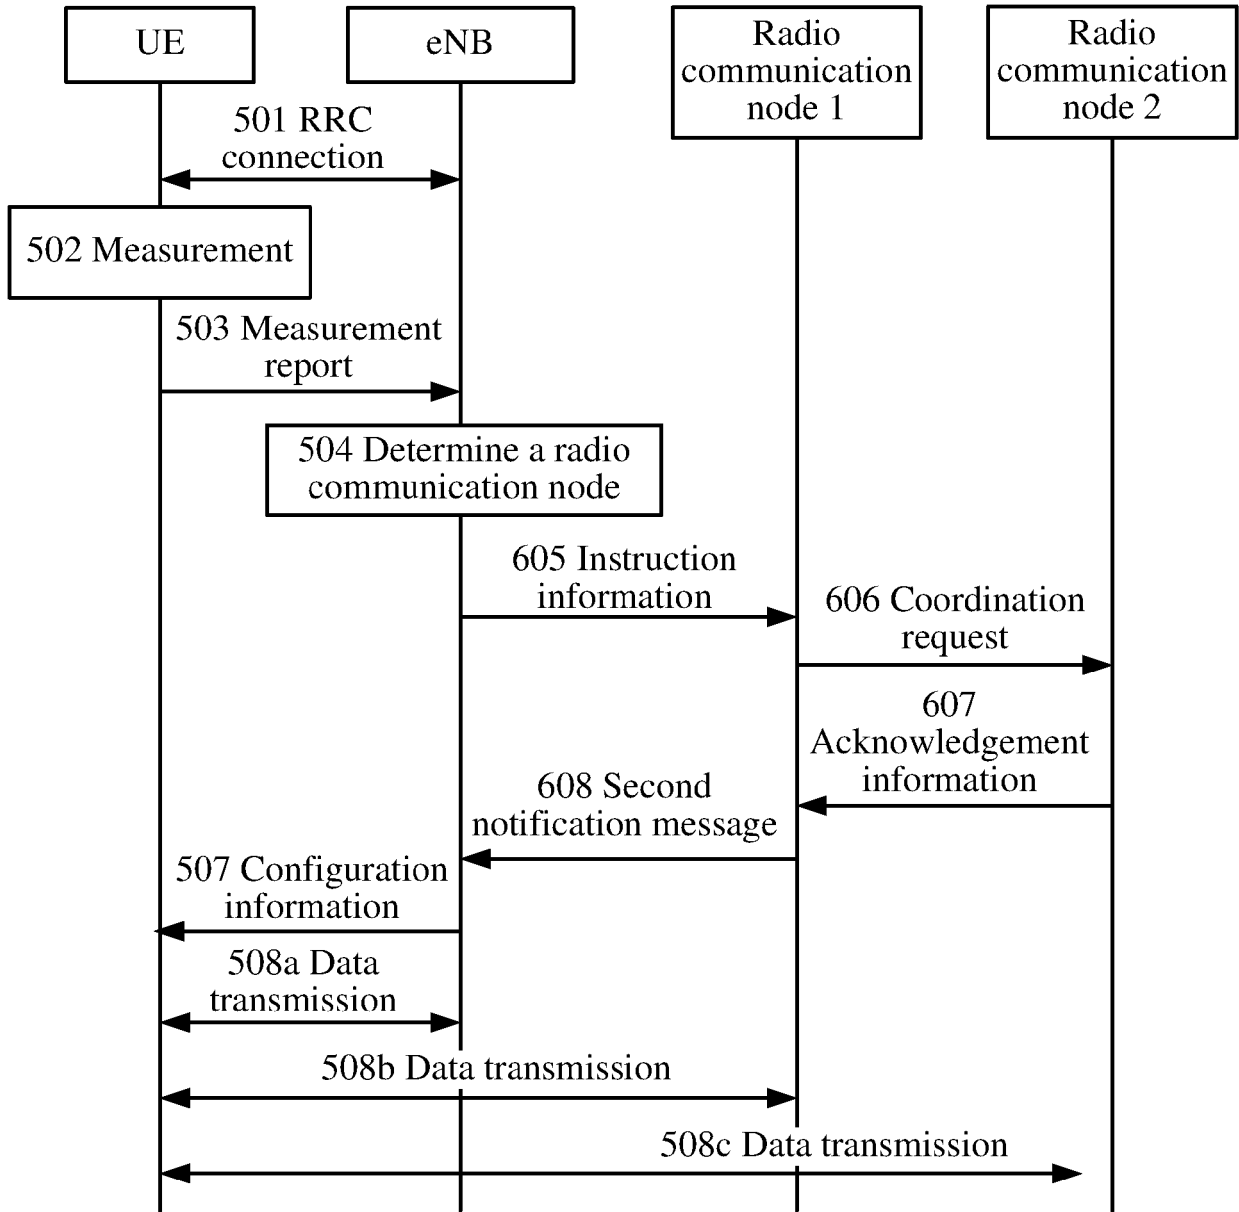 UE
eNB
Radio
communication
node 1
Radio
communication
node 2
501 RRC
connection
502 Measurement
503 Measurement
report
504 Determine a radio
communication node
605 Instruction
information
606 Coordination
request
607
Acknowledgement
information
608 Second
notification message
507 Configuration
information
508a Data
transmission
508b Data transmission
508c Data transmission